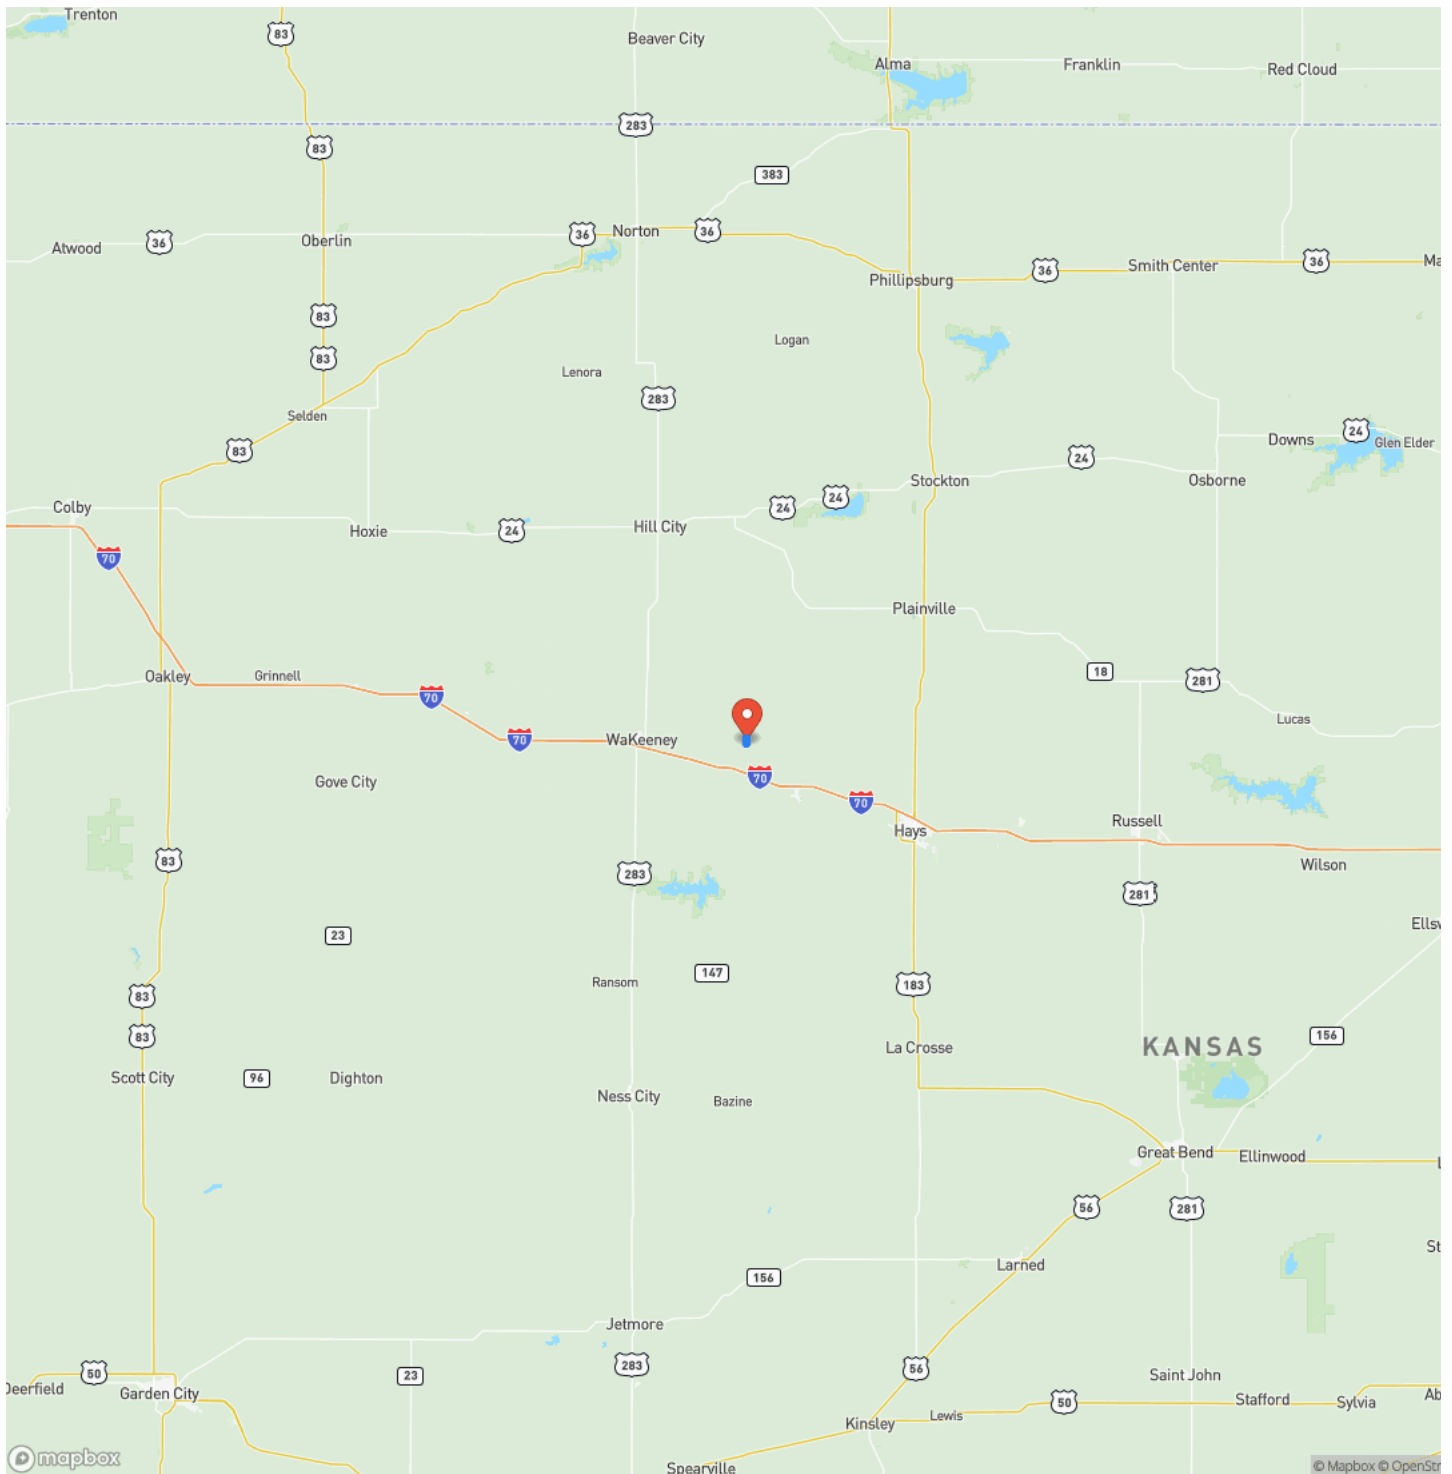 Trenton
83
Beaver City
Alma
Franklin
Red Cloud
283
83
383
Atwood
36
Oberlin
36
Norton
36
Phillipsburg
36
Smith Center
36
Ma
83
Logan
83
Lenora
283
Selden
83
24
Downs
Glen Elder
24
Stockton
Osborne
Colby
24
24
Hoxie
24
Hill City
70
Plainville
Oakley
Grinnell
18
281
70
Lucas
WaKeeney
70
70
Gove City
70
Hays
Russell
83
Wilson
283
281
23
Ellsw
147
Ransom
83
183
83
La Crosse
KANSAS
156
Scott City
96
Dighton
Ness City
Bazine
Great Bend
Ellinwood
L
56
281
St
Larned
156
Jetmore
50
283
56
23
Saint John
Deerfield
Garden City
50
Stafford
Sylvia
Ab
Kinsley
Lewis
Spearville
mapbox
© Mapbox © OpenStr